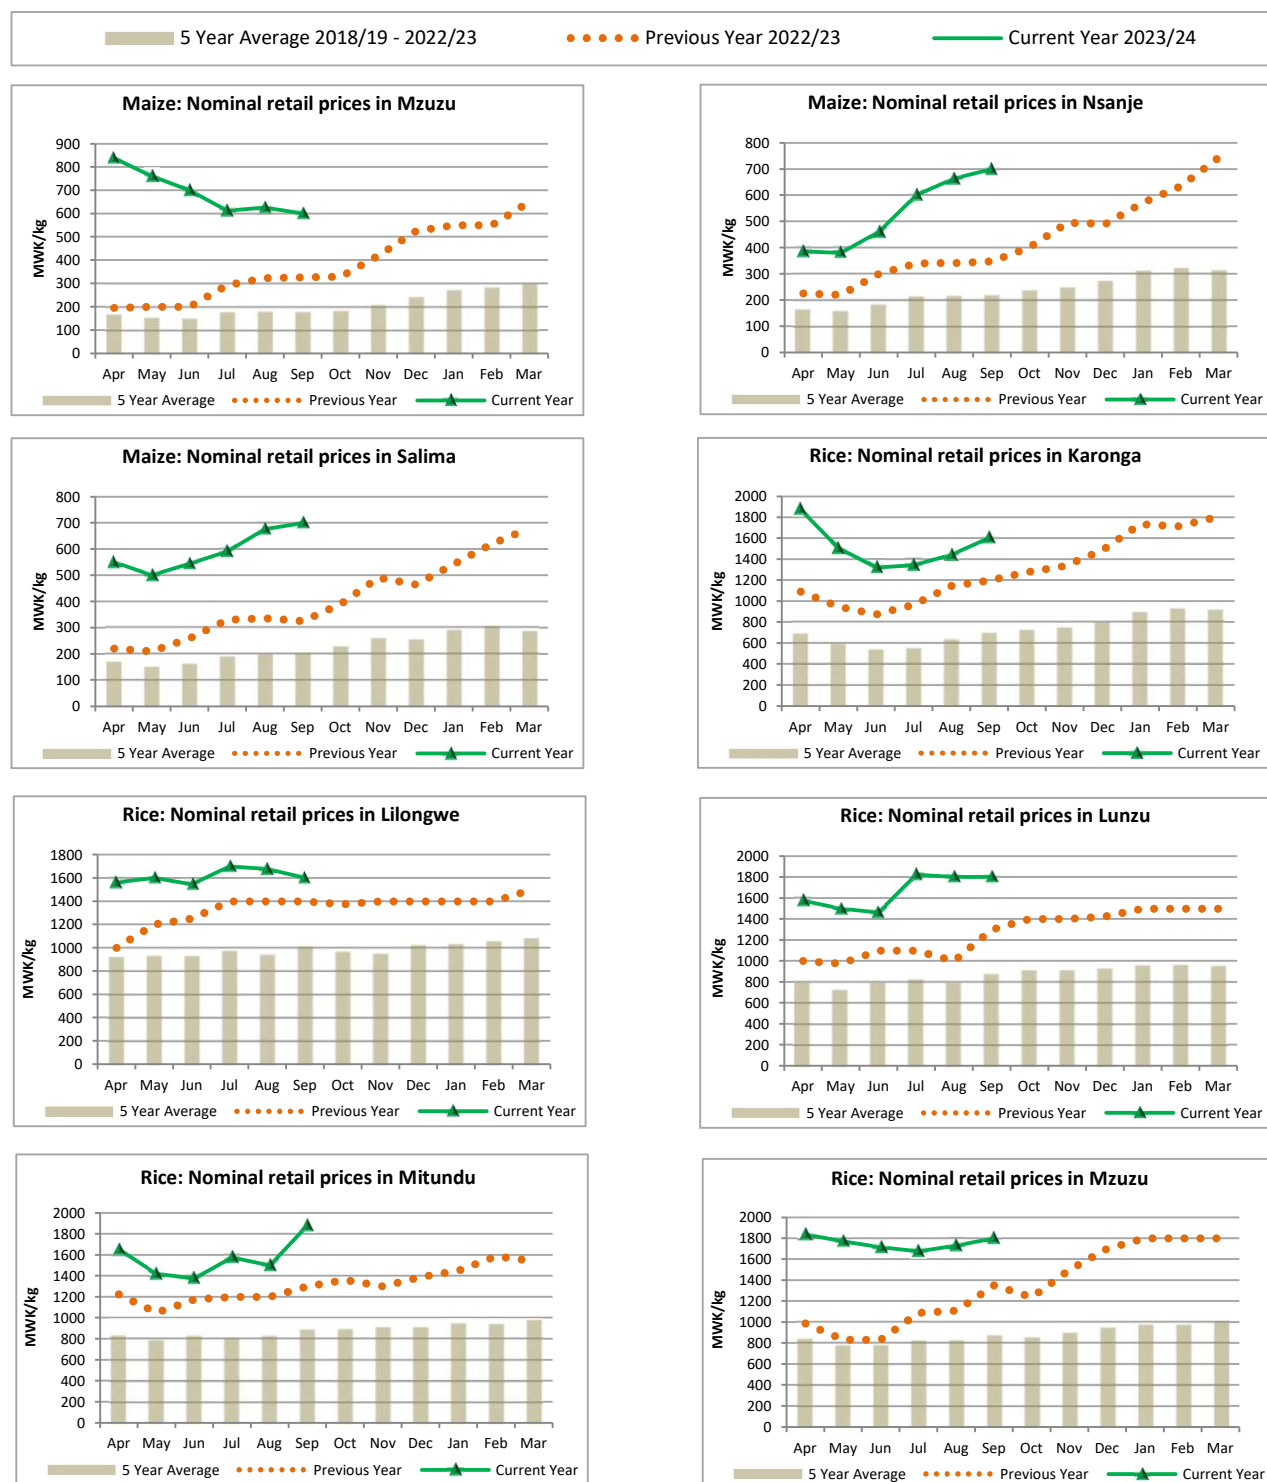 5 Year Average 2018/19 - 2022/23 Previous Year 2022/23 Current Year 2023/24
Maize: Nominal retail prices in Mzuzu
MWK/kg
900
800
700
600
500
400
300
200
100
0
Apr May Jun Jul Aug Sep Oct Nov Dec Jan Feb Mar
5 Year Average Previous Year Current Year
Maize: Nominal retail prices in Nsanje
MWK/kg
800
700
600
500
400
300
200
100
0
Apr May Jun Jul Aug Sep Oct Nov Dec Jan Feb Mar
5 Year Average Previous Year Current Year
Maize: Nominal retail prices in Salima
MWK/kg
800
700
600
500
400
300
200
100
0
Apr May Jun Jul Aug Sep Oct Nov Dec Jan Feb Mar
5 Year Average Previous Year Current Year
Rice: Nominal retail prices in Karonga
MWK/kg
2000
1800
1600
1400
1200
1000
800
600
400
200
0
Apr May Jun Jul Aug Sep Oct Nov Dec Jan Feb Mar
5 Year Average Previous Year Current Year
Rice: Nominal retail prices in Lilongwe
MWK/kg
1800
1600
1400
1200
1000
800
600
400
200
0
Apr May Jun Jul Aug Sep Oct Nov Dec Jan Feb Mar
5 Year Average Previous Year Current Year
Rice: Nominal retail prices in Lunzu
MWK/kg
2000
1800
1600
1400
1200
1000
800
600
400
200
0
Apr May Jun Jul Aug Sep Oct Nov Dec Jan Feb Mar
5 Year Average Previous Year Current Year
Rice: Nominal retail prices in Mitundu
MWK/kg
2000
1800
1600
1400
1200
1000
800
600
400
200
0
Apr May Jun Jul Aug Sep Oct Nov Dec Jan Feb Mar
5 Year Average Previous Year Current Year
Rice: Nominal retail prices in Mzuzu
MWK/kg
2000
1800
1600
1400
1200
1000
800
600
400
200
0
Apr May Jun Jul Aug Sep Oct Nov Dec Jan Feb Mar
5 Year Average Previous Year Current Year